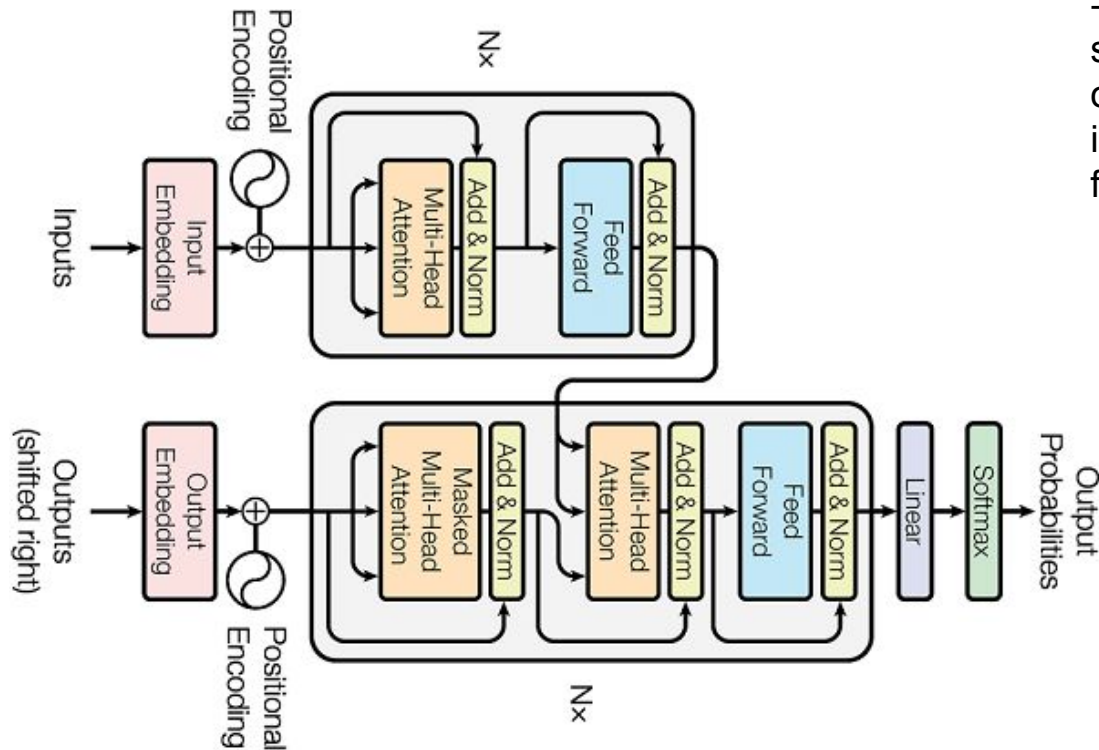 Nx
Positional
Encoding
Inputs
Input
Embedding
Multi-Head
Attention
Add & Norm
Feed
Forward
Add & Norm
Outputs
(shifted right)
Output
Embedding
Positional
Encoding
Masked
Multi-Head
Attention
Add & Norm
Multi-Head
Attention
Add & Norm
Feed
Forward
Add & Norm
Nx
Linear
Softmax
Output
Probabilities